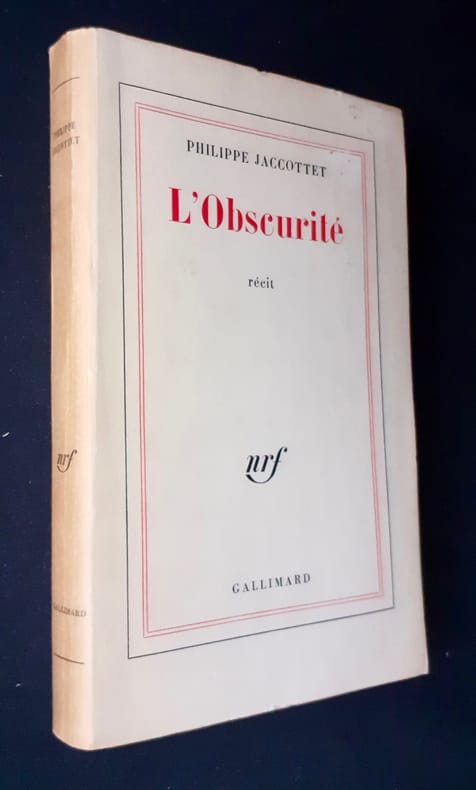 PHILIPPE JACCOTTET
L'Obscurité
récit
nrf
GALLIMARD
PHILIPPE
JACCOTTET
nrf
GALLIMARD